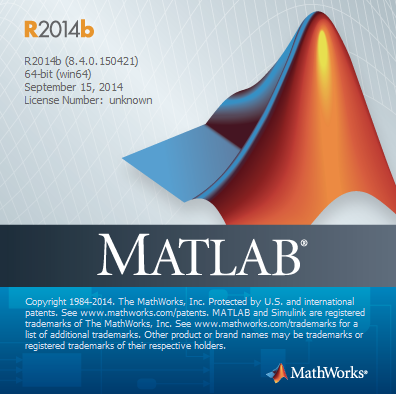 R2014b
R2014b (8.4.0.150421)
64-bit (win64)
September 15, 2014
License Number: unknown
MATLAB®
Copyright 1984-2014. The MathWorks, Inc. Protected by U.S. and international
patents. See www.mathworks.com/patents. MATLAB and Simulink are registered
trademarks of The MathWorks, Inc. See www.mathworks.com/trademarks for a
list of additional trademarks. Other product or brand names may be trademarks or
registered trademarks of their respective holders.
MathWorks®